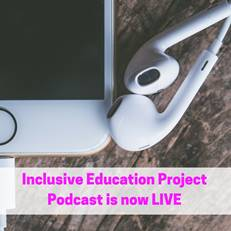 Inclusive Education Project
Podcast is now LIVE